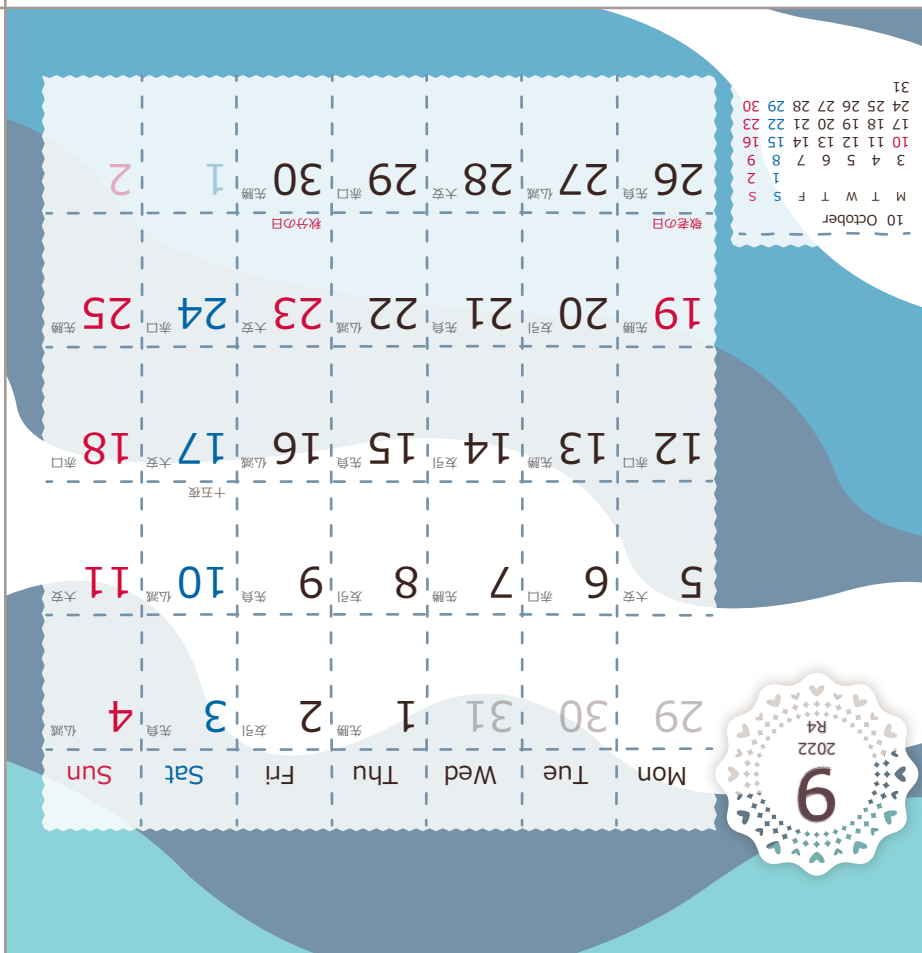 9
2022
R4
Mon Tue Wed Thu Fri Sat Sun
29 30 31 1 先勝 2 友引 3 先負 4 仏滅
5 大安 6 赤口 7 先勝 8 友引 9 先負 10 仏滅 11 大安
十五夜
12 赤口 13 先勝 14 友引 15 先負 16 仏滅 17 大安 18 赤口
19 先勝 20 友引 21 先負 22 仏滅 23 大安 24 赤口 25 先勝
敬老の日 秋分の日
26 先負 27 仏滅 28 大安 29 赤口 30 先勝 1 2
10 October
M T W T F S S
1 2
3 4 5 6 7 8 9
10 11 12 13 14 15 16
17 18 19 20 21 22 23
24 25 26 27 28 29 30
31